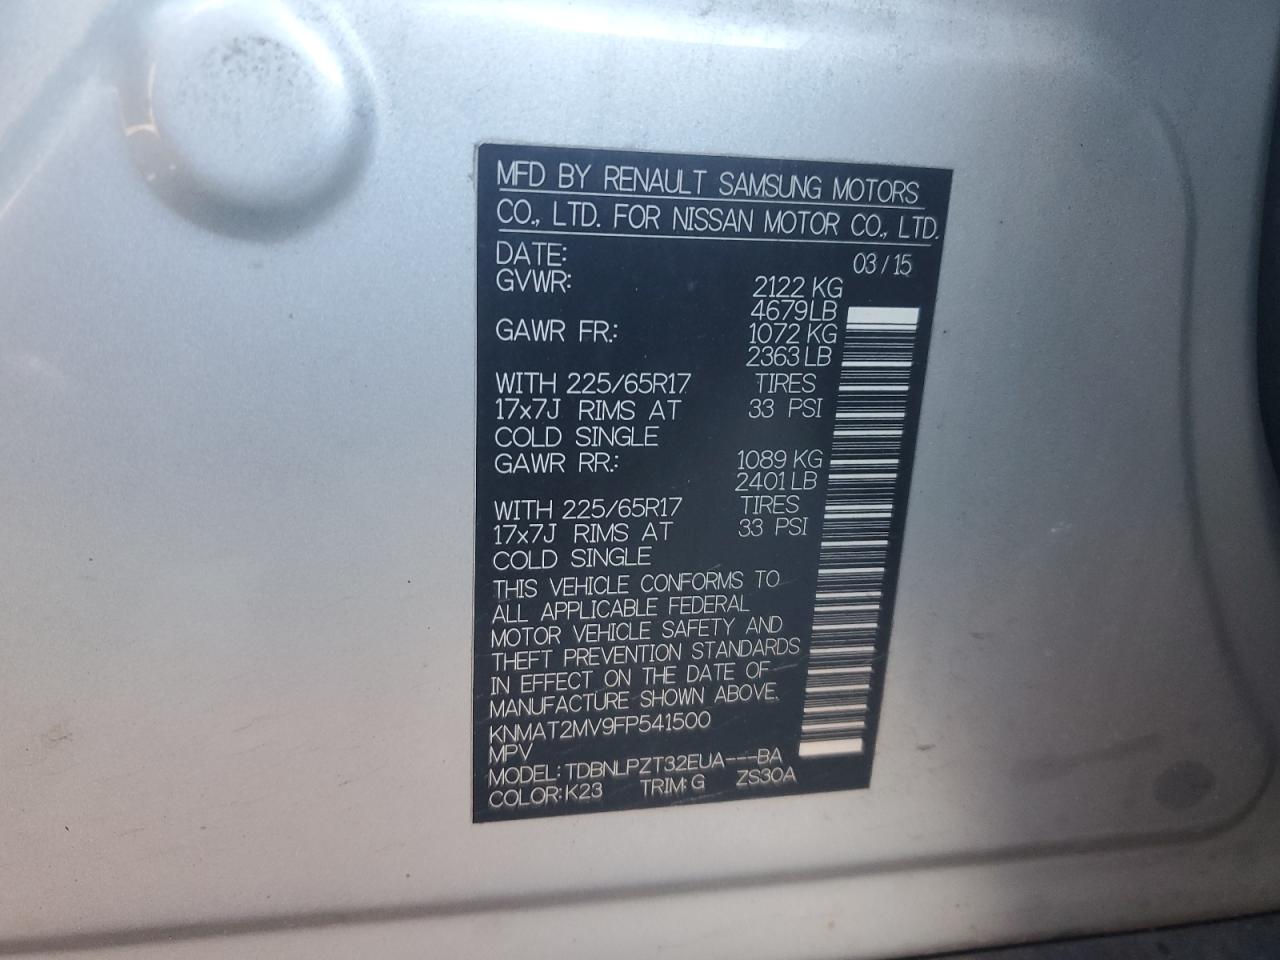 MFD BY RENAULT SAMSUNG MOTORS
CO., LTD. FOR NISSAN MOTOR CO., LTD.
DATE: 03/15
GVWR: 2122 KG
4679 LB
GAWR FR.: 1072 KG
2363 LB
WITH 225/65R17 TIRES
17x7J RIMS AT 33 PSI
COLD SINGLE
GAWR RR.: 1089 KG
2401 LB
WITH 225/65R17 TIRES
17x7J RIMS AT 33 PSI
COLD SINGLE
THIS VEHICLE CONFORMS TO
ALL APPLICABLE FEDERAL
MOTOR VEHICLE SAFETY AND
THEFT PREVENTION STANDARDS
IN EFFECT ON THE DATE OF
MANUFACTURE SHOWN ABOVE.
KNMAT2MV9FP541500
MPV
MODEL: TDBNLPZT32EUA---BA
COLOR: K23 TRIM: G ZS30A